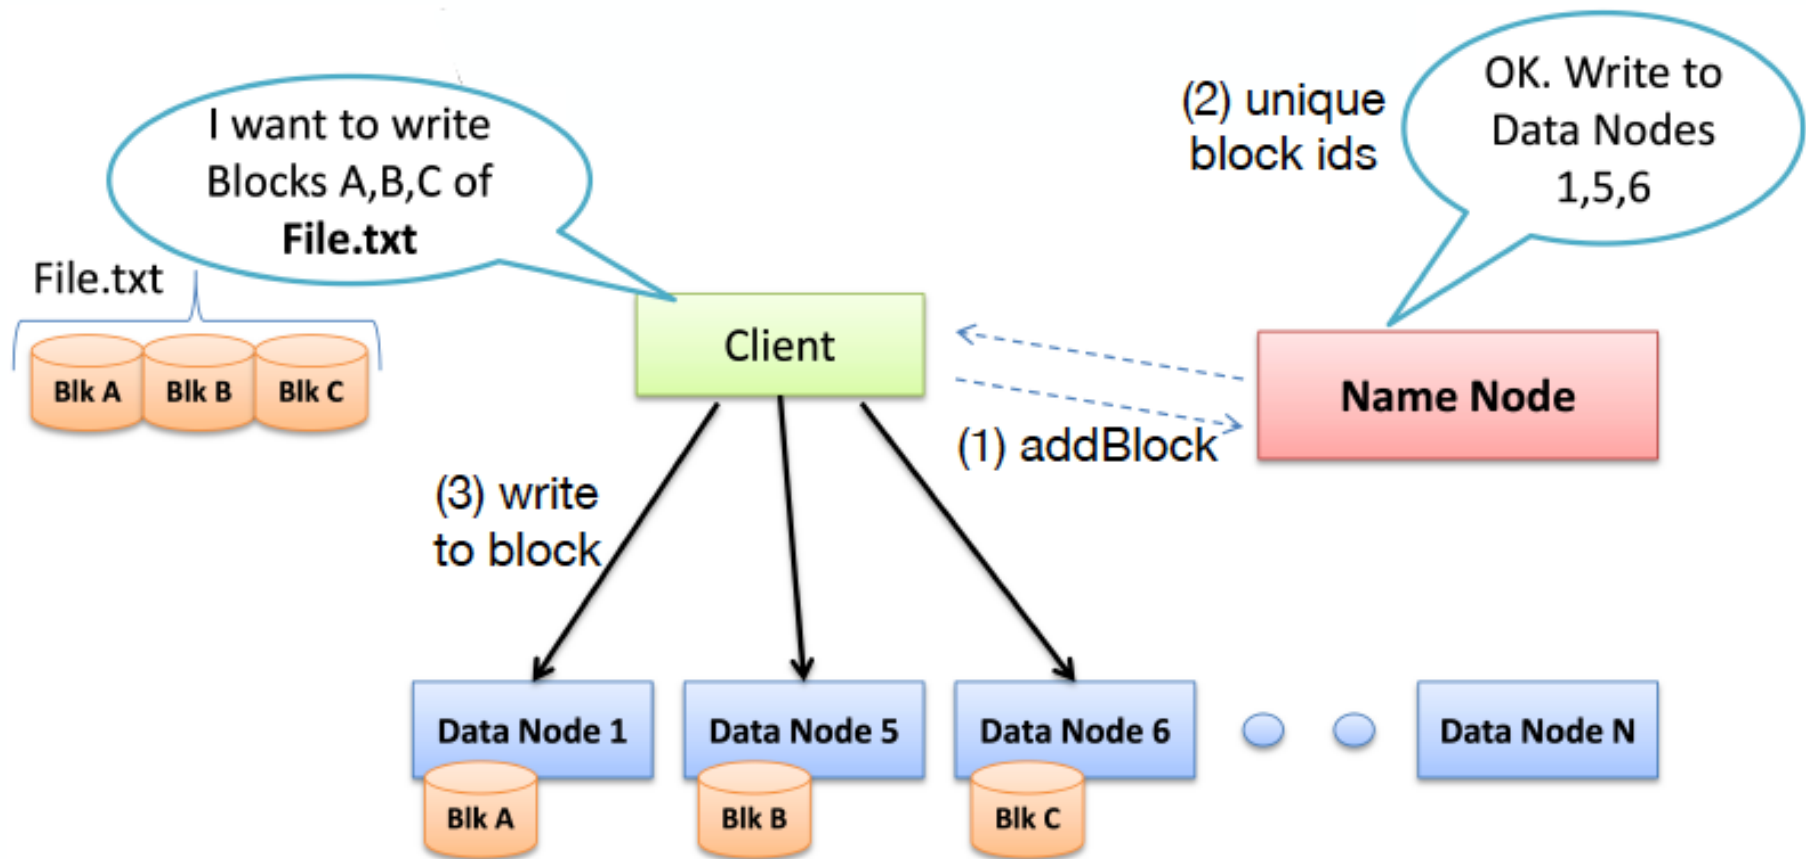 I want to write
Blocks A,B,C of
File.txt
(2) unique
block ids
OK. Write to
Data Nodes
1,5,6
File.txt
Blk A
Blk B
Blk C
Client
Name Node
(1) addBlock
(3) write
to block
Data Node 1
Data Node 5
Data Node 6
Data Node N
Blk A
Blk B
Blk C